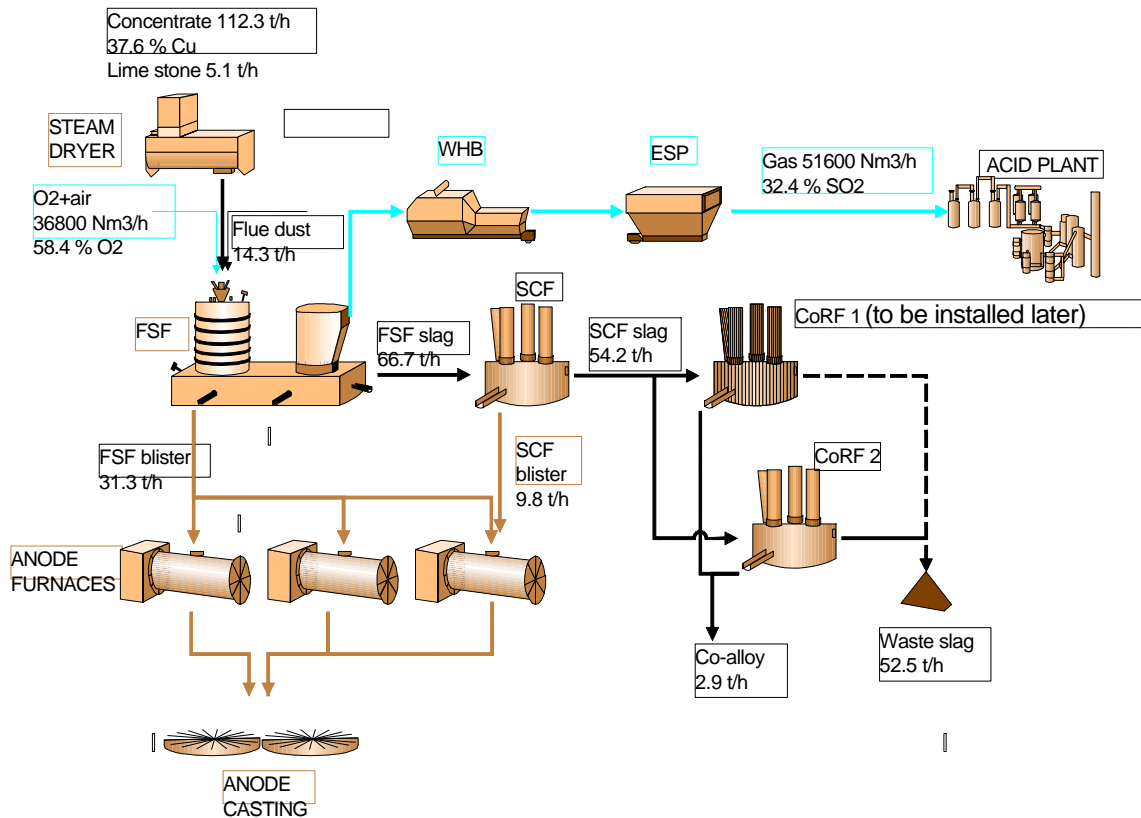 Concentrate 112.3 t/h
37.6 % Cu
Lime stone 5.1 t/h
STEAM
DRYER
WHB
ESP
Gas 51600 Nm3/h
32.4 % SO2
ACID PLANT
O2+air
36800 Nm3/h
58.4 % O2
Flue dust
14.3 t/h
FSF
FSF slag
66.7 t/h
SCF
SCF slag
54.2 t/h
CoRF 1 (to be installed later)
FSF blister
31.3 t/h
SCF
blister
9.8 t/h
CoRF 2
ANODE
FURNACES
Co-alloy
2.9 t/h
Waste slag
52.5 t/h
ANODE
CASTING